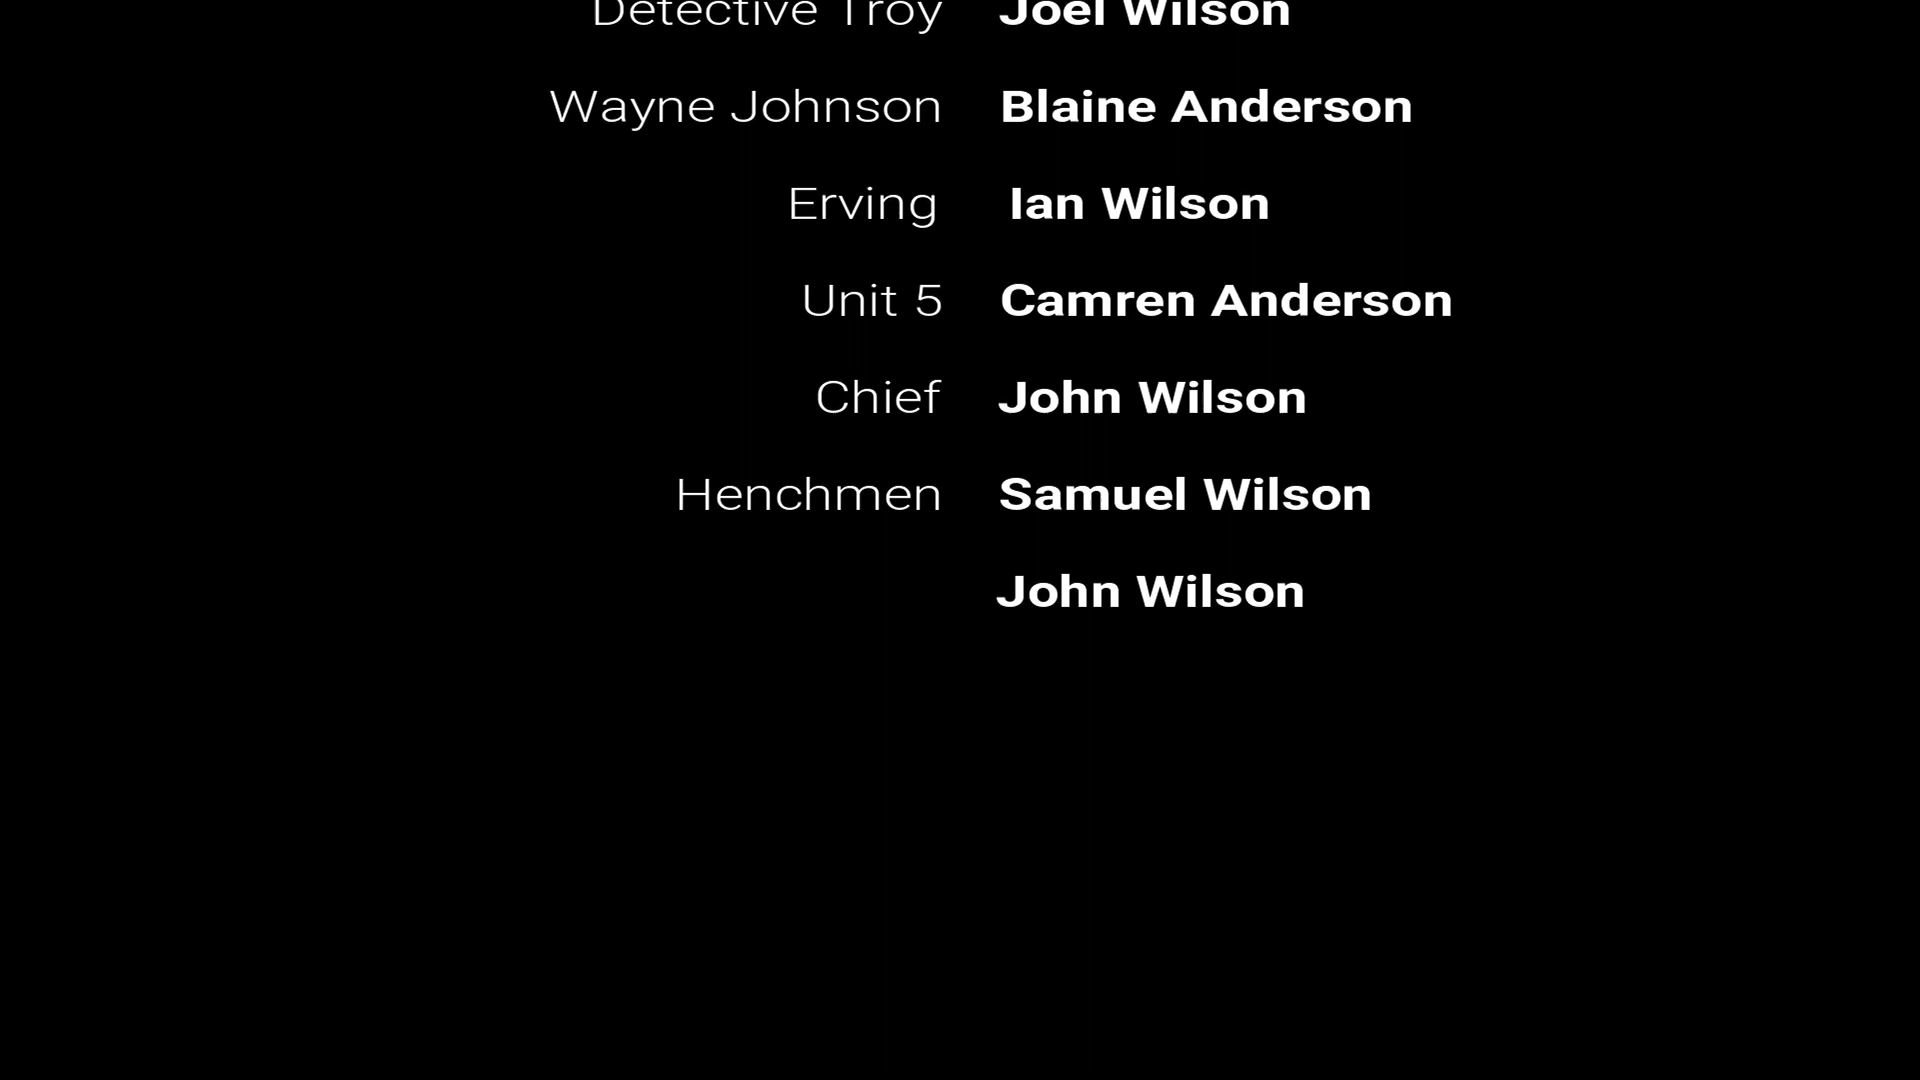 Detective Troy Joel Wilson
Wayne Johnson Blaine Anderson
Erving Ian Wilson
Unit 5 Camren Anderson
Chief John Wilson
Henchmen Samuel Wilson
John Wilson